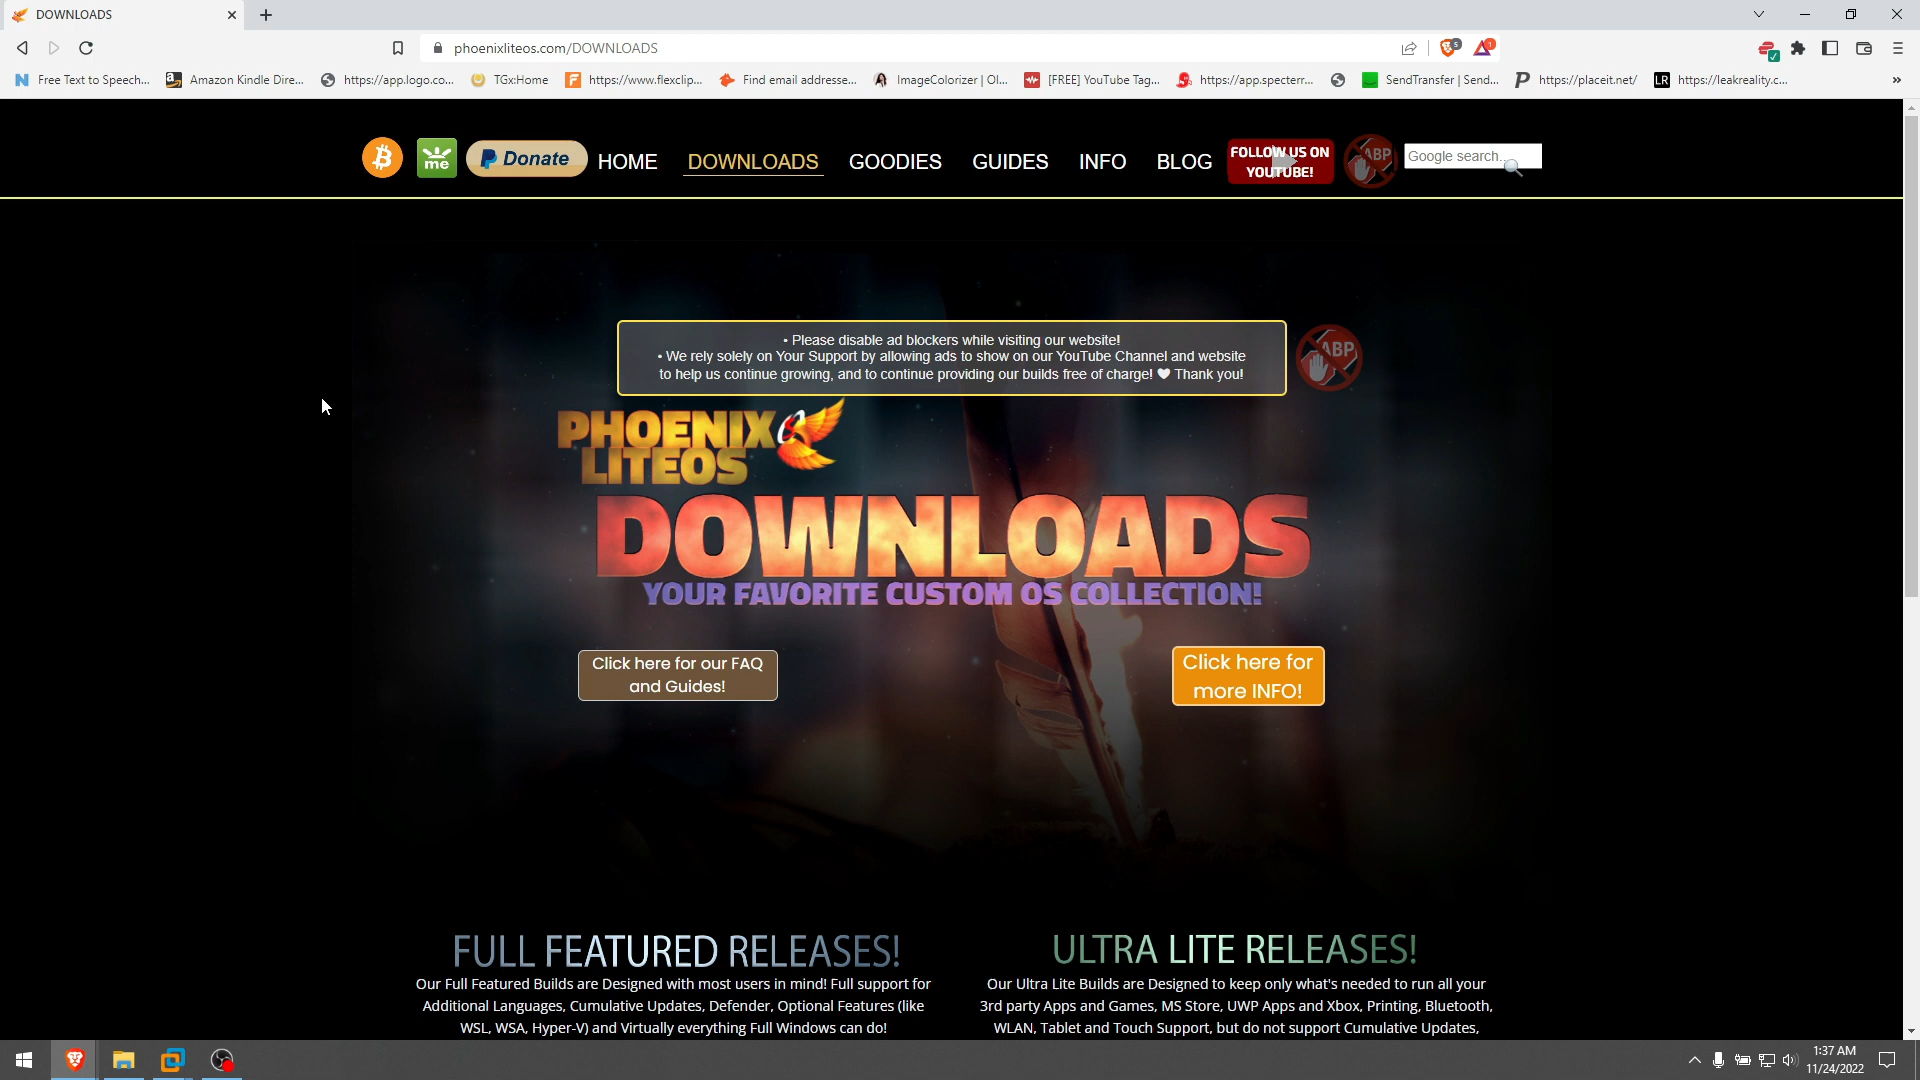 DOWNLOADS
phoenixliteos.com/DOWNLOADS
Free Text to Speech... Amazon Kindle Dire... https://app.logo.co... TGx:Home https://www.flexclip... Find email addresse... ImageColorizer | Ol... [FREE] YouTube Tag... https://app.specterr... SendTransfer | Send... https://placeit.net/ LR https://leakreality.c... »
me Donate HOME DOWNLOADS GOODIES GUIDES INFO BLOG FOLLOW US ON ABP Google search..
YOUTUBE!
• Please disable ad blockers while visiting our website!
• We rely solely on Your Support by allowing ads to show on our YouTube Channel and website
to help us continue growing, and to continue providing our builds free of charge! ♥ Thank you!
ABP
PHOENIX
LITEOS
DOWNLOADS
YOUR FAVORITE CUSTOM OS COLLECTION!
Click here for our FAQ
and Guides!
Click here for
more INFO!
FULL FEATURED RELEASES!
Our Full Featured Builds are Designed with most users in mind! Full support for
Additional Languages, Cumulative Updates, Defender, Optional Features (like
WSL, WSA, Hyper-V) and Virtually everything Full Windows can do!
ULTRA LITE RELEASES!
Our Ultra Lite Builds are Designed to keep only what's needed to run all your
3rd party Apps and Games, MS Store, UWP Apps and Xbox, Printing, Bluetooth,
WLAN, Tablet and Touch Support, but do not support Cumulative Updates,
1:37 AM
11/24/2022